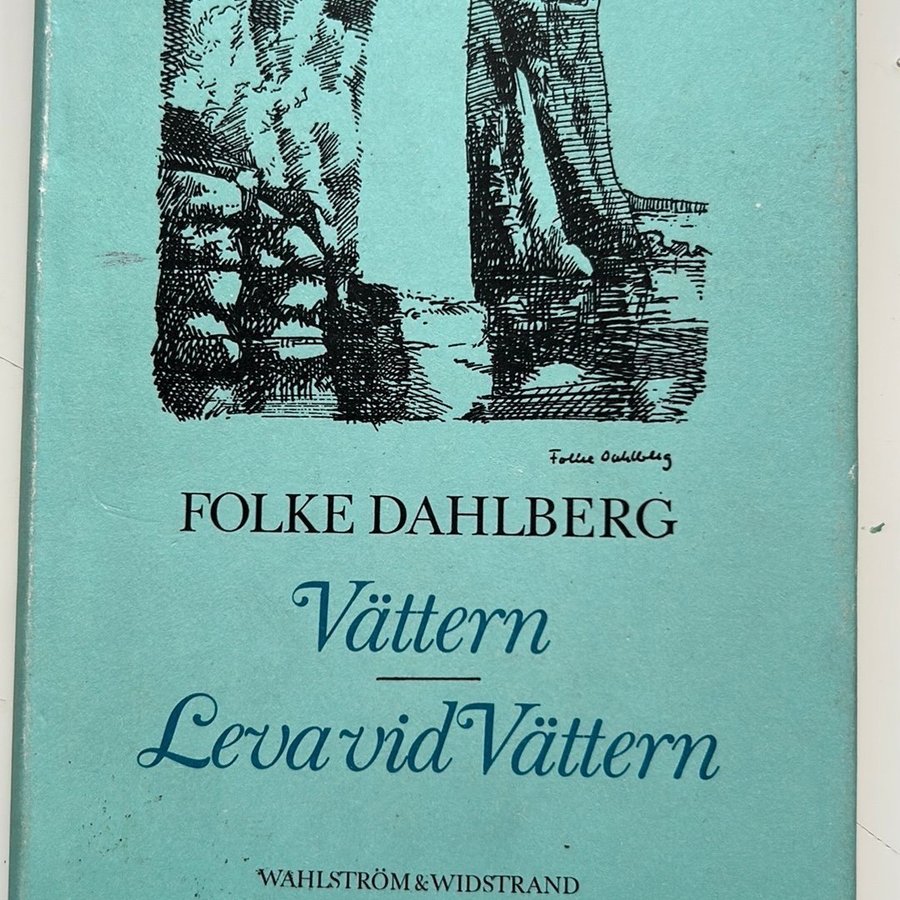 Folke Dahlberg
FOLKE DAHLBERG
Vättern
Leva vid Vättern
WAHLSTRÖM & WIDSTRAND